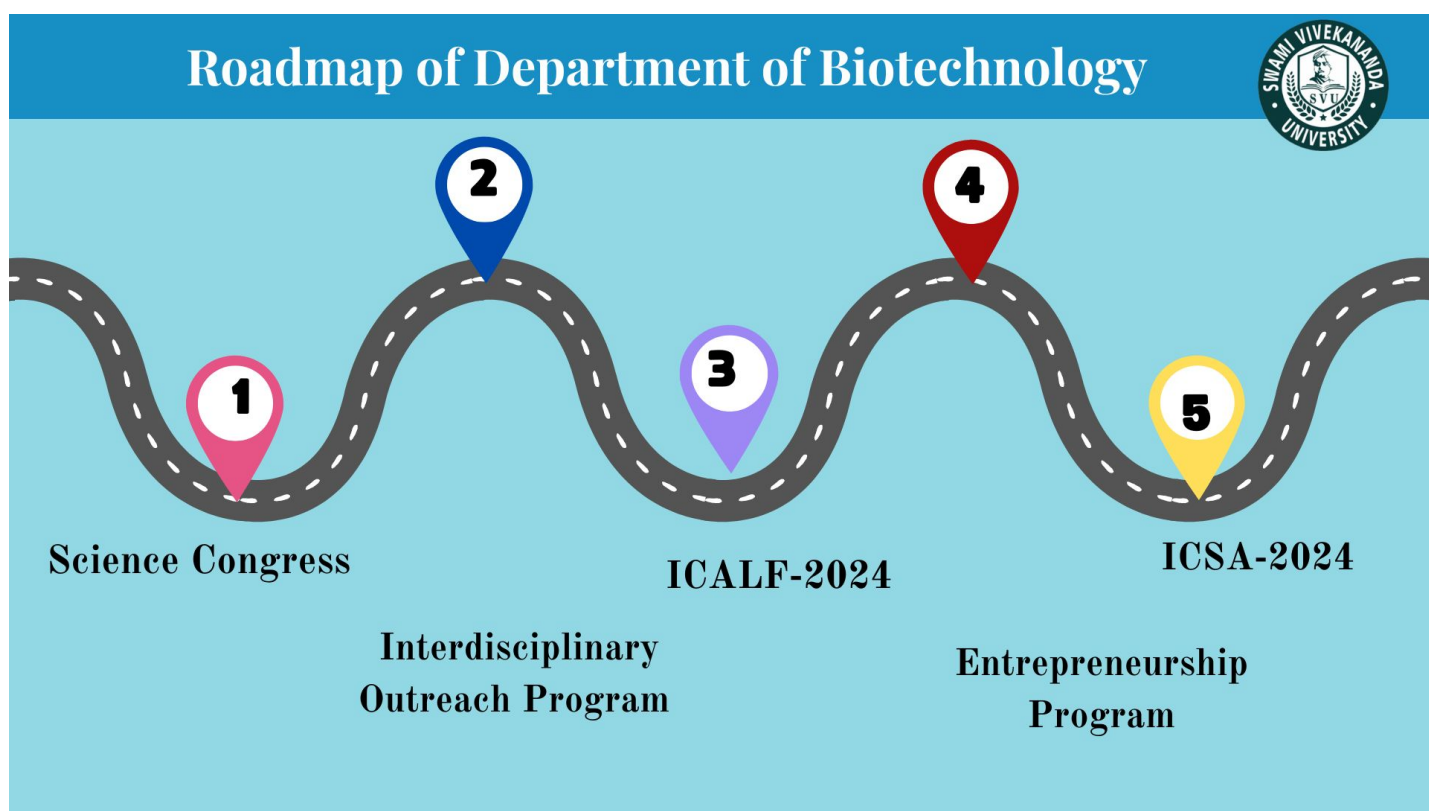 Roadmap of Department of Biotechnology
SWAMI VIVEKANANDA
UNIVERSITY
SVU
2
4
3
1
5
Science Congress
ICALF-2024
ICSA-2024
Interdisciplinary
Outreach Program
Entrepreneurship
Program